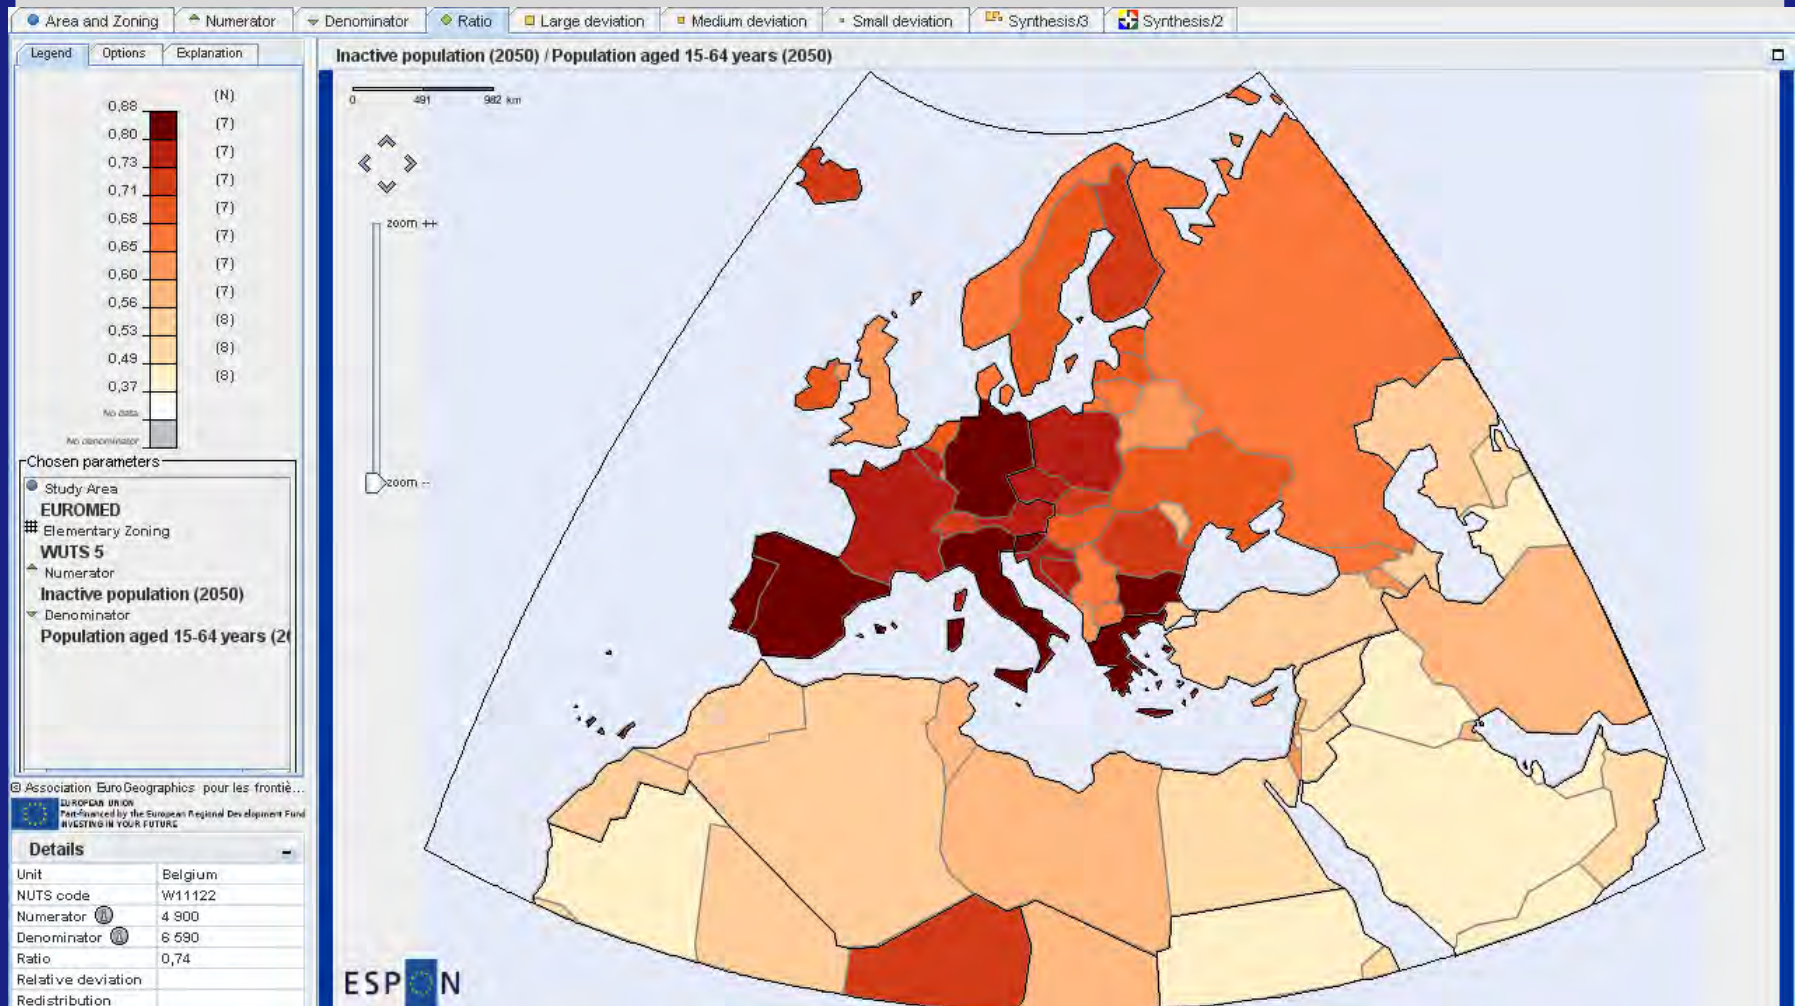 Area and Zoning Numerator Denominator Ratio Large deviation Medium deviation Small deviation Synthesis/3 Synthesis/2
Legend Options Explanation
Inactive population (2050) / Population aged 15-64 years (2050)
0 491 982 km
(N)
0,88
(7)
0,80
(7)
0,73
(7)
0,71
(7)
0,68
(7)
0,65
(7)
0,60
(7)
0,56
(8)
0,53
(8)
0,49
(8)
0,37
No data
No denominator
zoom ++
zoom --
Chosen parameters
Study Area
EUROMED
Elementary Zoning
WUTS 5
Numerator
Inactive population (2050)
Denominator
Population aged 15-64 years (20
© Association EuroGeographics pour les frontiè...
EUROPEAN UNION
Part-financed by the European Regional Development Fund
INVESTING IN YOUR FUTURE
Details
Unit Belgium
NUTS code W11122
Numerator 4 900
Denominator 6 590
Ratio 0,74
Relative deviation
Redistribution
ESPON